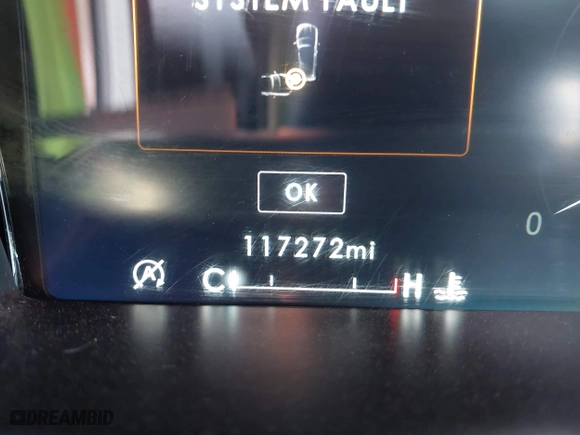 SYSTEM FAULT
OK
0
117272mi
C H
DREAMBID